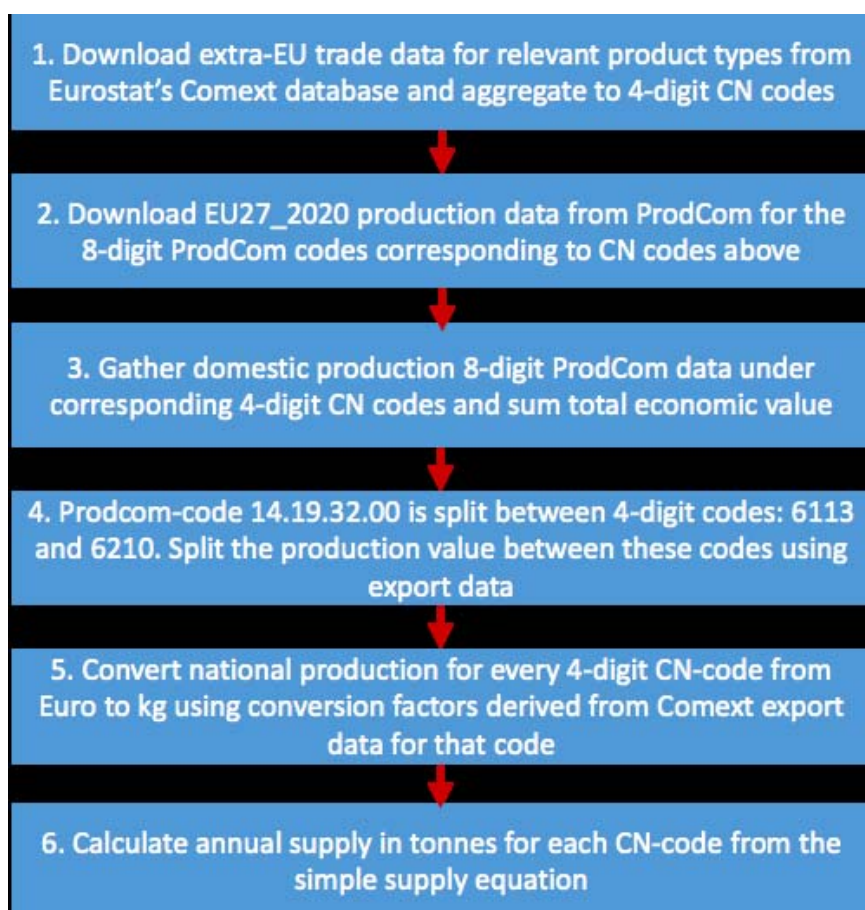 1. Download extra-EU trade data for relevant product types from
Eurostat's Comext database and aggregate to 4-digit CN codes
2. Download EU27_2020 production data from ProdCom for the
8-digit ProdCom codes corresponding to CN codes above
3. Gather domestic production 8-digit ProdCom data under
corresponding 4-digit CN codes and sum total economic value
4. Prodcom-code 14.19.32.00 is split between 4-digit codes: 6113
and 6210. Split the production value between these codes using
export data
5. Convert national production for every 4-digit CN-code from
Euro to kg using conversion factors derived from Comext export
data for that code
6. Calculate annual supply in tonnes for each CN-code from the
simple supply equation